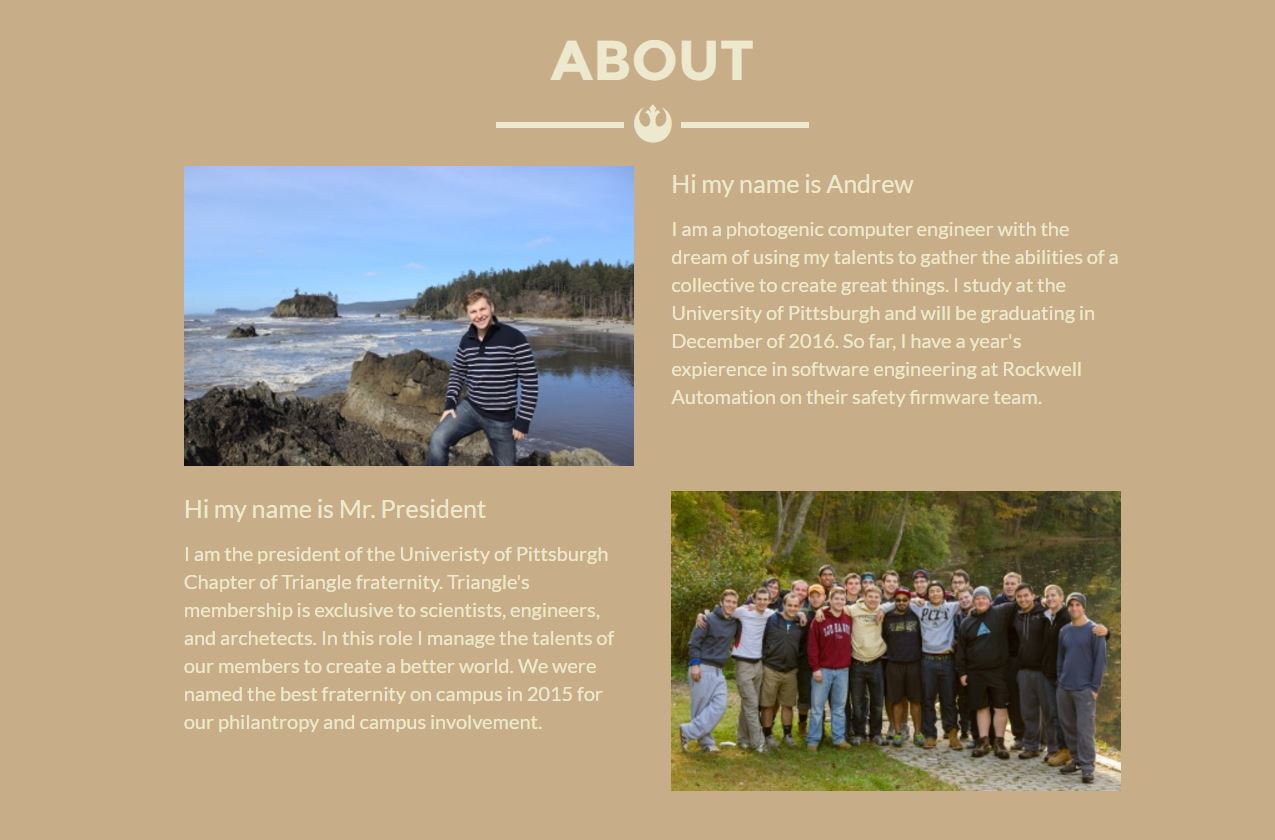 ABOUT
Hi my name is Andrew
I am a photogenic computer engineer with the
dream of using my talents to gather the abilities of a
collective to create great things. I study at the
University of Pittsburgh and will be graduating in
December of 2016. So far, I have a year's
expierence in software engineering at Rockwell
Automation on their safety firmware team.
Hi my name is Mr. President
I am the president of the Univeristy of Pittsburgh
Chapter of Triangle fraternity. Triangle's
membership is exclusive to scientists, engineers,
and archetects. In this role I manage the talents of
our members to create a better world. We were
named the best fraternity on campus in 2015 for
our philantropy and campus involvement.
PITT